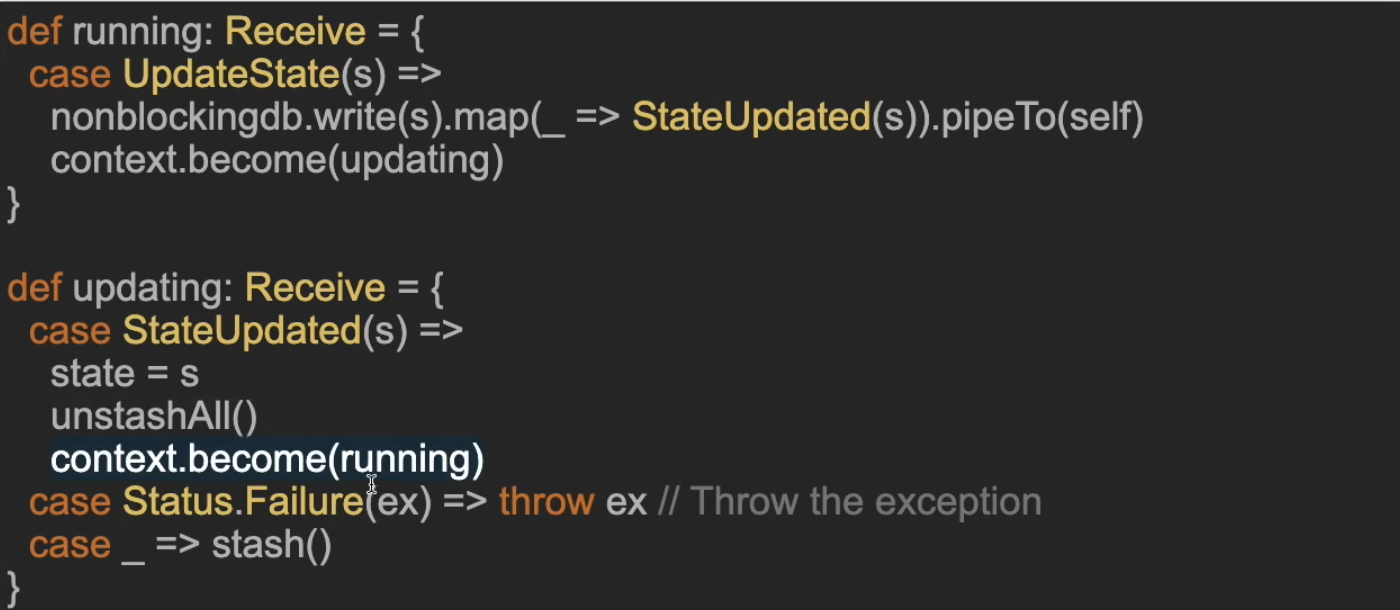 def running: Receive = {
  case UpdateState(s) =>
    nonblockingdb.write(s).map(_ => StateUpdated(s)).pipeTo(self)
    context.become(updating)
}

def updating: Receive = {
  case StateUpdated(s) =>
    state = s
    unstashAll()
    context.become(running)
  case Status.Failure(ex) => throw ex // Throw the exception
  case _ => stash()
}